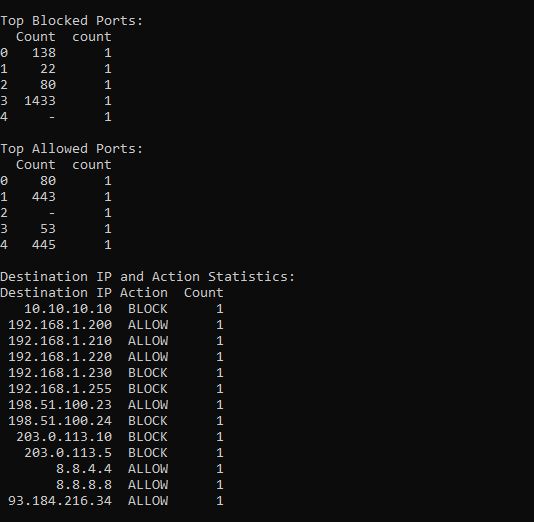 Top Blocked Ports:
  Count  count
0   138      1
1    22      1
2    80      1
3  1433      1
4     -      1

Top Allowed Ports:
  Count  count
0    80      1
1   443      1
2     -      1
3    53      1
4   445      1

Destination IP and Action Statistics:
Destination IP Action  Count
   10.10.10.10  BLOCK      1
 192.168.1.200  ALLOW      1
 192.168.1.210  ALLOW      1
 192.168.1.220  ALLOW      1
 192.168.1.230  BLOCK      1
 192.168.1.255  BLOCK      1
 198.51.100.23  ALLOW      1
 198.51.100.24  BLOCK      1
  203.0.113.10  BLOCK      1
   203.0.113.5  BLOCK      1
       8.8.4.4  ALLOW      1
       8.8.8.8  ALLOW      1
 93.184.216.34  ALLOW      1